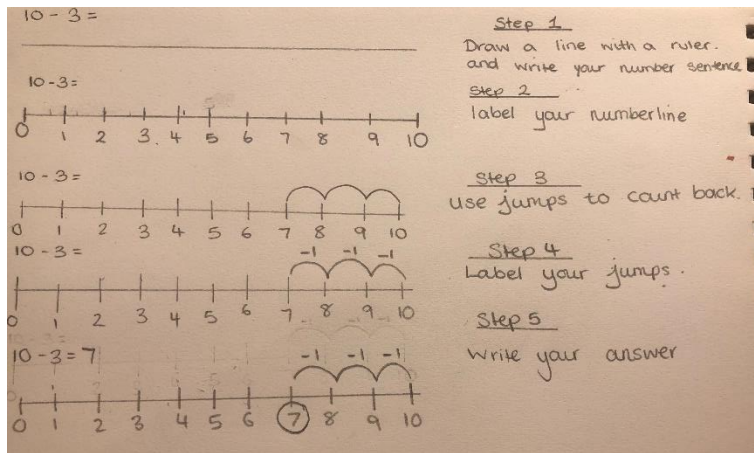 10 - 3 =
Step 1
Draw a line with a ruler.
and write your number sentence
10 - 3 =
0 1 2 3 4 5 6 7 8 9 10
Step 2
label your numberline
10 - 3 =
0 1 2 3 4 5 6 7 8 9 10
Step 3
use jumps to count back.
10 - 3 =
-1 -1 -1
0 1 2 3 4 5 6 7 8 9 10
Step 4
Label your jumps.
10 - 3 = 7
-1 -1 -1
0 1 2 3 4 5 6 7 8 9 10
Step 5
Write your answer